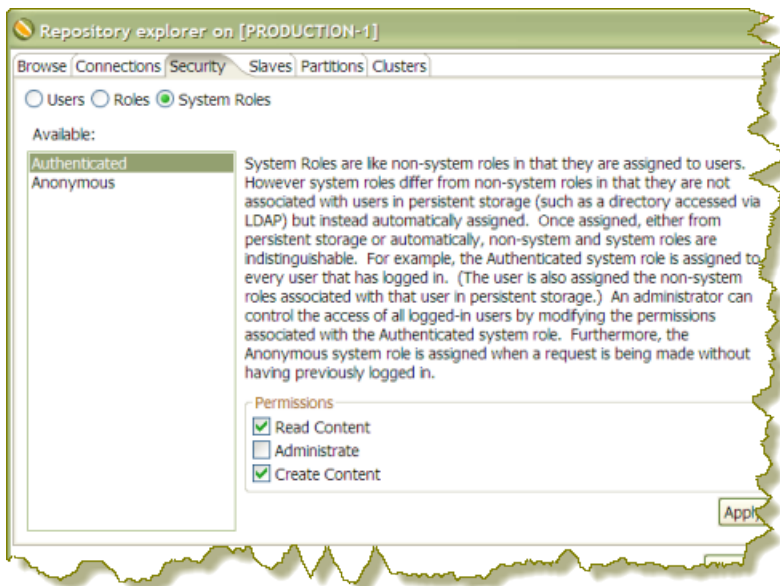 Repository explorer on [PRODUCTION-1]
Browse Connections Security Slaves Partitions Clusters
Users Roles System Roles
Available:
Authenticated
Anonymous
System Roles are like non-system roles in that they are assigned to users.
However system roles differ from non-system roles in that they are not
associated with users in persistent storage (such as a directory accessed via
LDAP) but instead automatically assigned. Once assigned, either from
persistent storage or automatically, non-system and system roles are
indistinguishable. For example, the Authenticated system role is assigned to
every user that has logged in. (The user is also assigned the non-system
roles associated with that user in persistent storage.) An administrator can
control the access of all logged-in users by modifying the permissions
associated with the Authenticated system role. Furthermore, the
Anonymous system role is assigned when a request is being made without
having previously logged in.
Permissions
Read Content
Administrate
Create Content
Apply